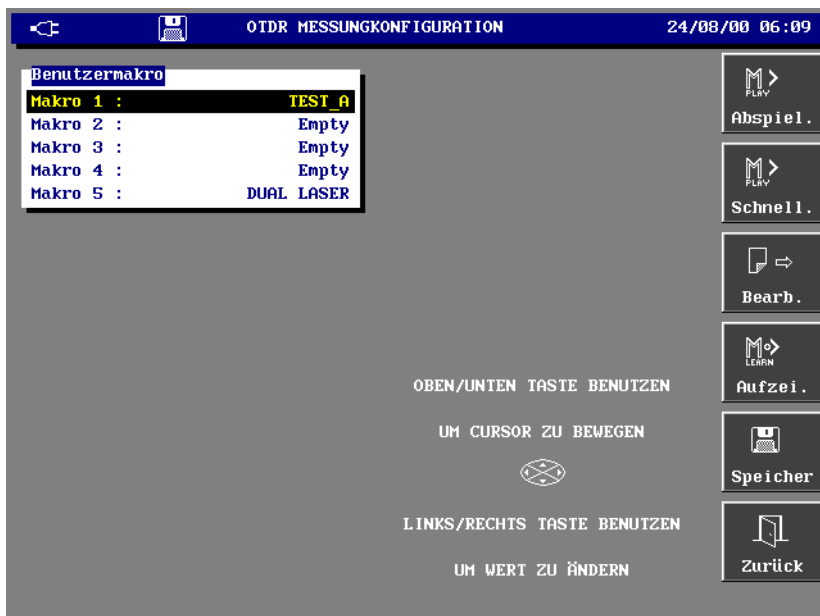 OTDR MESSUNGKONFIGURATION 24/08/00 06:09
Benutzermakro
Makro 1 : TEST_A
Makro 2 : Empty
Makro 3 : Empty
Makro 4 : Empty
Makro 5 : DUAL LASER
OBEN/UNTEN TASTE BENUTZEN
UM CURSOR ZU BEWEGEN
LINKS/RECHTS TASTE BENUTZEN
UM WERT ZU ÄNDERN
M> PLAY
Abspiel.
M> PLAY
Schnell.
Bearb.
M> LEARN
Aufzei.
Speicher
Zurück